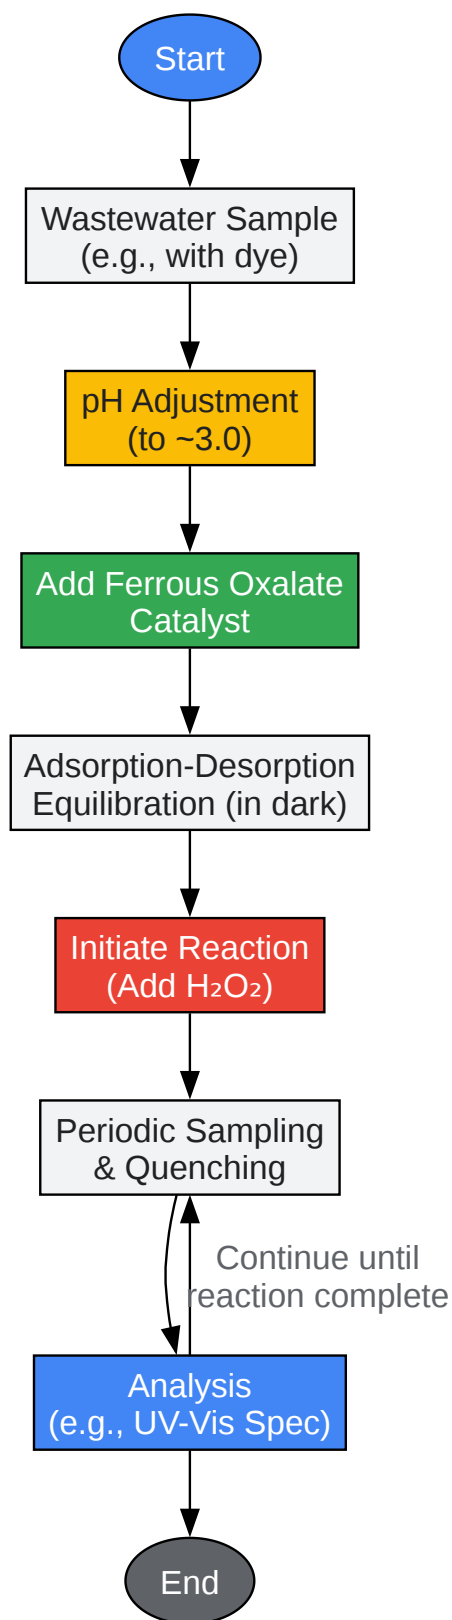 Start
Wastewater Sample
(e.g., with dye)
pH Adjustment
(to ~3.0)
Add Ferrous Oxalate
Catalyst
Adsorption-Desorption
Equilibration (in dark)
Initiate Reaction
(Add H₂O₂)
Periodic Sampling
& Quenching
Continue until
reaction complete
Analysis
(e.g., UV-Vis Spec)
End